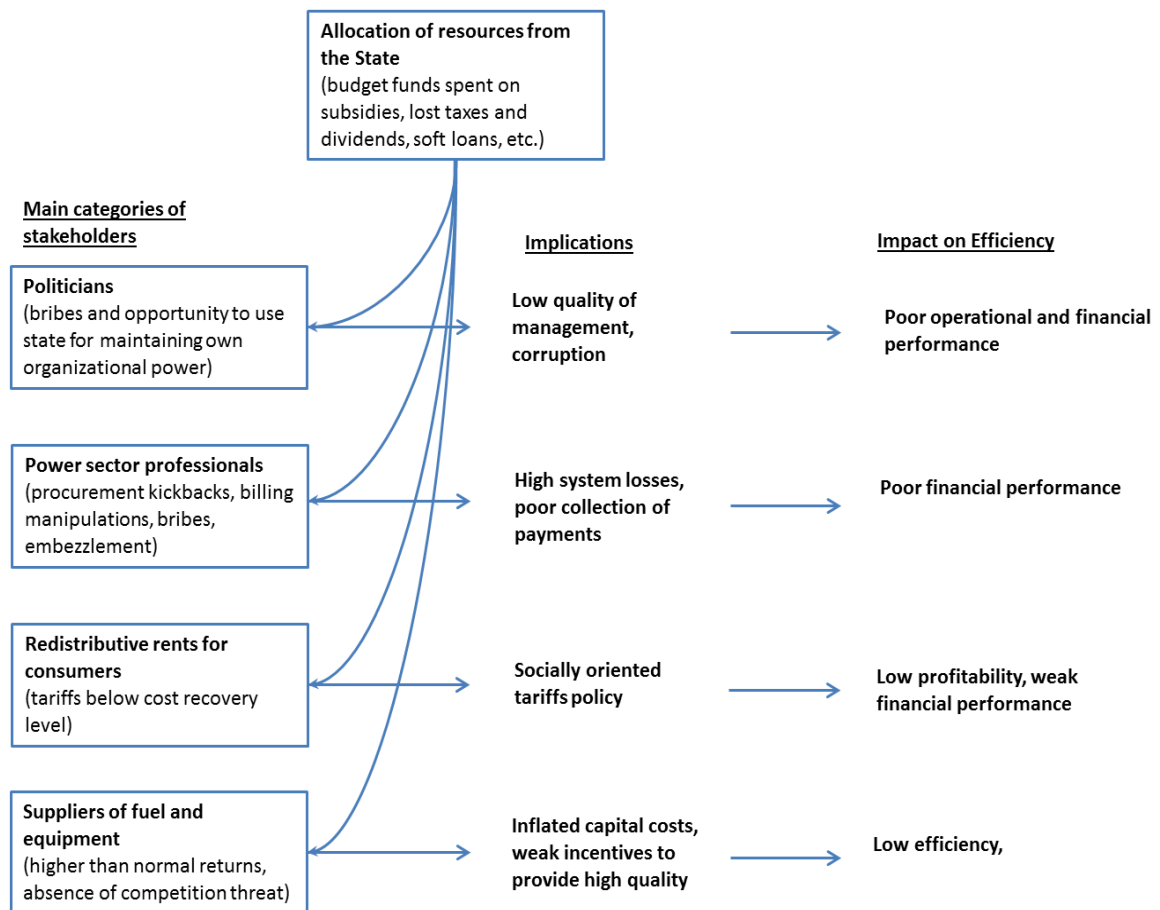 Allocation of resources from
the State
(budget funds spent on
subsidies, lost taxes and
dividends, soft loans, etc.)
Main categories of
stakeholders
Implications
Impact on Efficiency
Politicians
(bribes and opportunity to use
state for maintaining own
organizational power)
Low quality of
management,
corruption
Poor operational and financial
performance
Power sector professionals
(procurement kickbacks, billing
manipulations, bribes,
embezzlement)
High system losses,
poor collection of
payments
Poor financial performance
Redistributive rents for
consumers
(tariffs below cost recovery
level)
Socially oriented
tariffs policy
Low profitability, weak
financial performance
Suppliers of fuel and
equipment
(higher than normal returns,
absence of competition threat)
Inflated capital costs,
weak incentives to
provide high quality
Low efficiency,